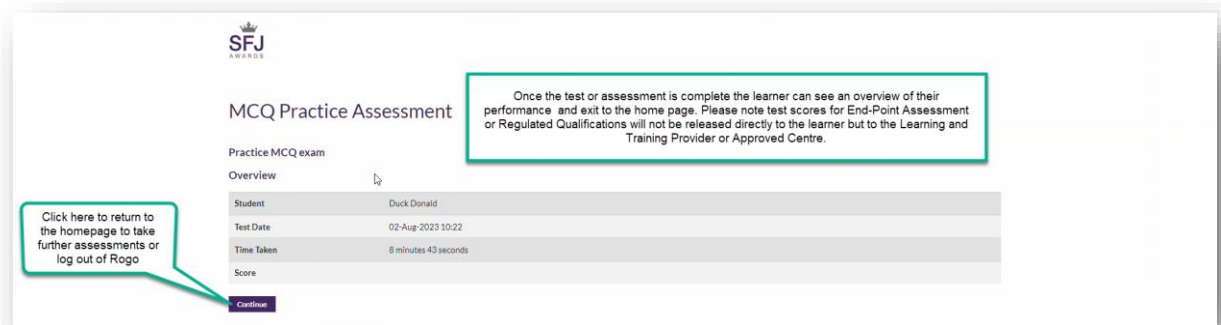 SFJ
AWARDS
MCQ Practice Assessment
Once the test or assessment is complete the learner can see an overview of their
performance and exit to the home page. Please note test scores for End-Point Assessment
or Regulated Qualifications will not be released directly to the learner but to the Learning and
Training Provider or Approved Centre.
Practice MCQ exam
Overview
Student Duck Donald
Test Date 02-Aug-2023 10:22
Time Taken 8 minutes 43 seconds
Score
Click here to return to
the homepage to take
further assessments or
log out of Rogo
Continue